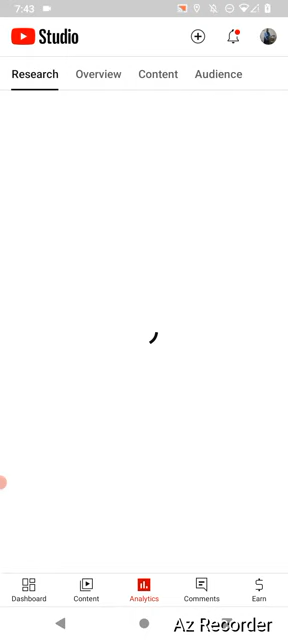 7:43
Studio
Research Overview Content Audience
Dashboard Content Analytics Comments Earn
Az Recorder